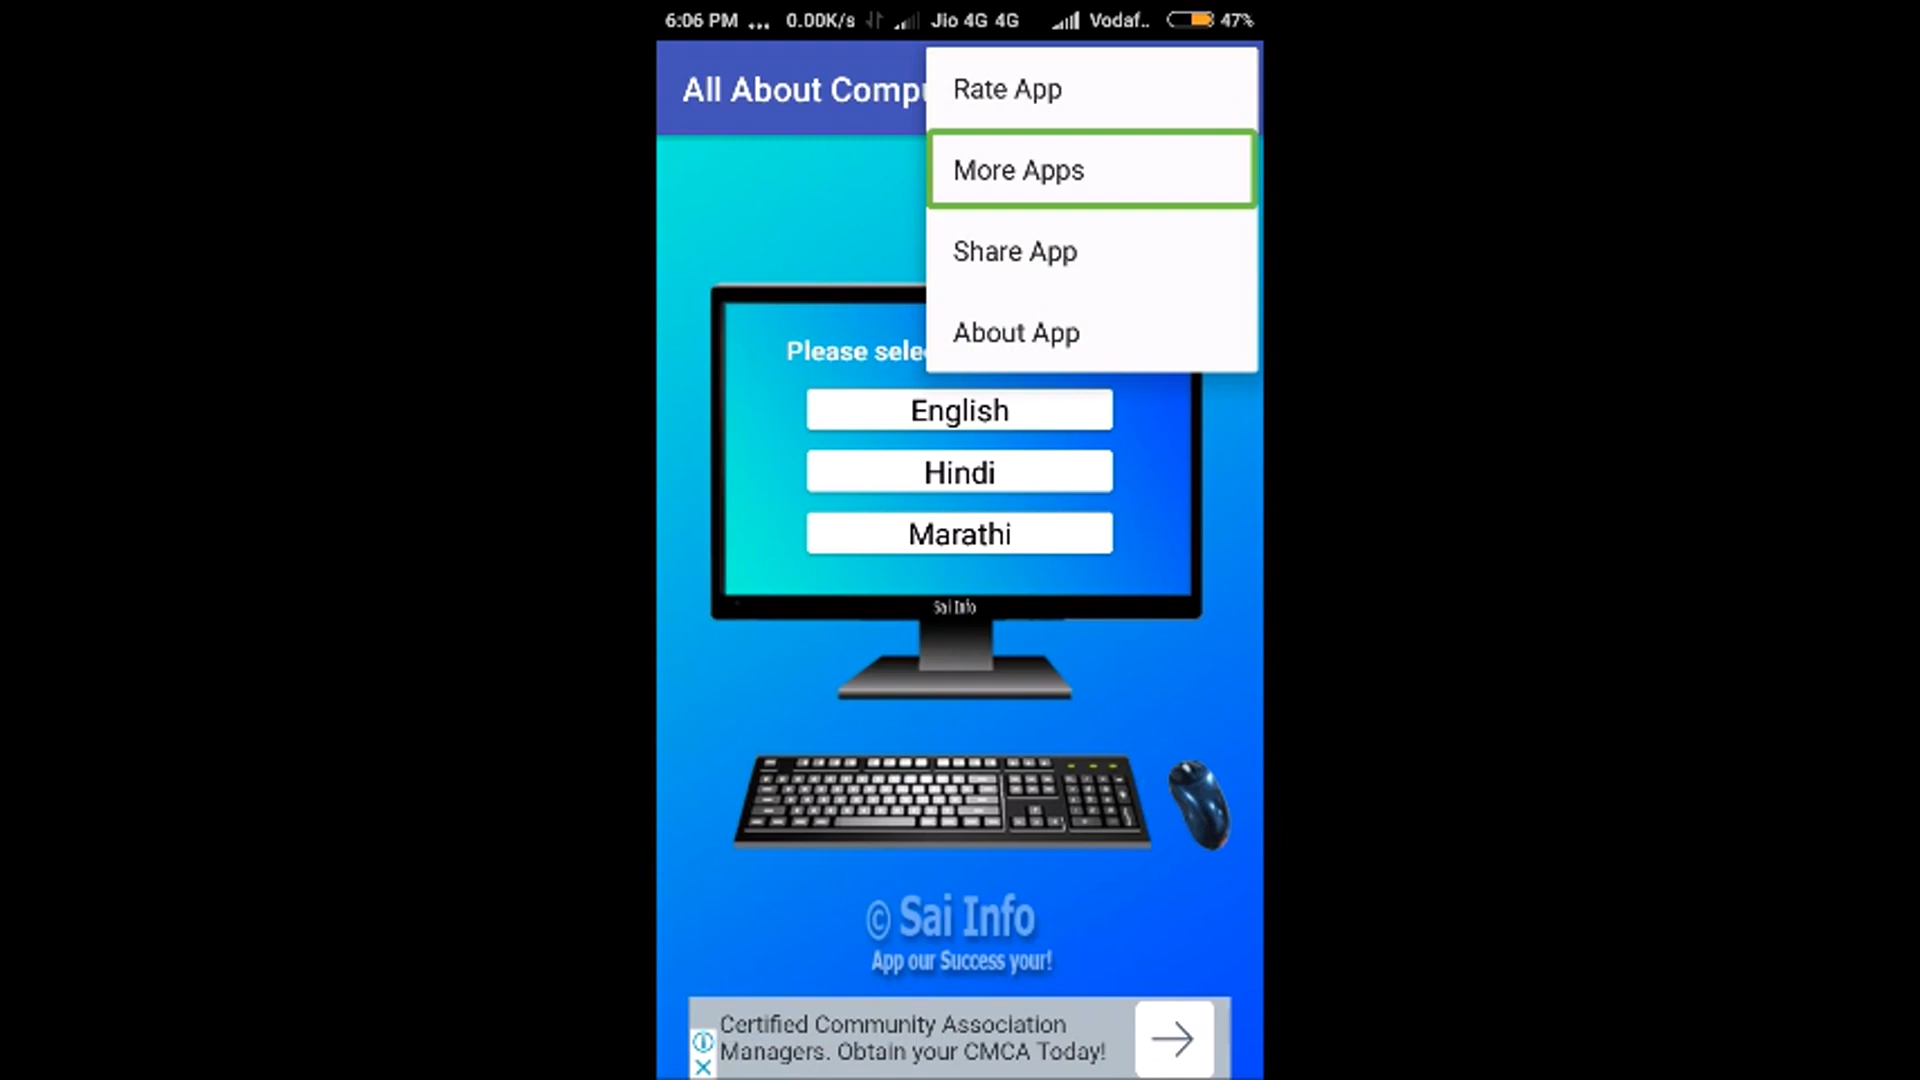 6:06 PM ... 0.00K/s Jio 4G 4G Vodaf.. 47%
All About Compu
Rate App
More Apps
Share App
About App
Please sele
English
Hindi
Marathi
Sai Info
© Sai Info
App our Success your!
Certified Community Association
Managers. Obtain your CMCA Today!